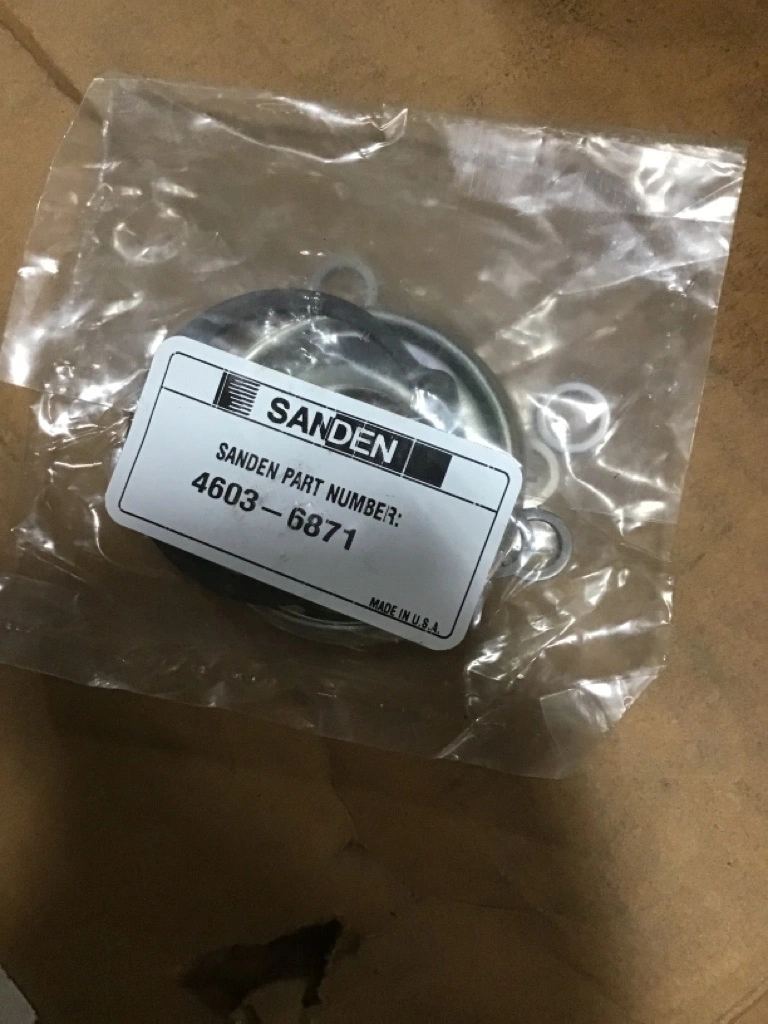 SANDEN
SANDEN PART NUMBER:
4603-6871
MADE IN U.S.A.